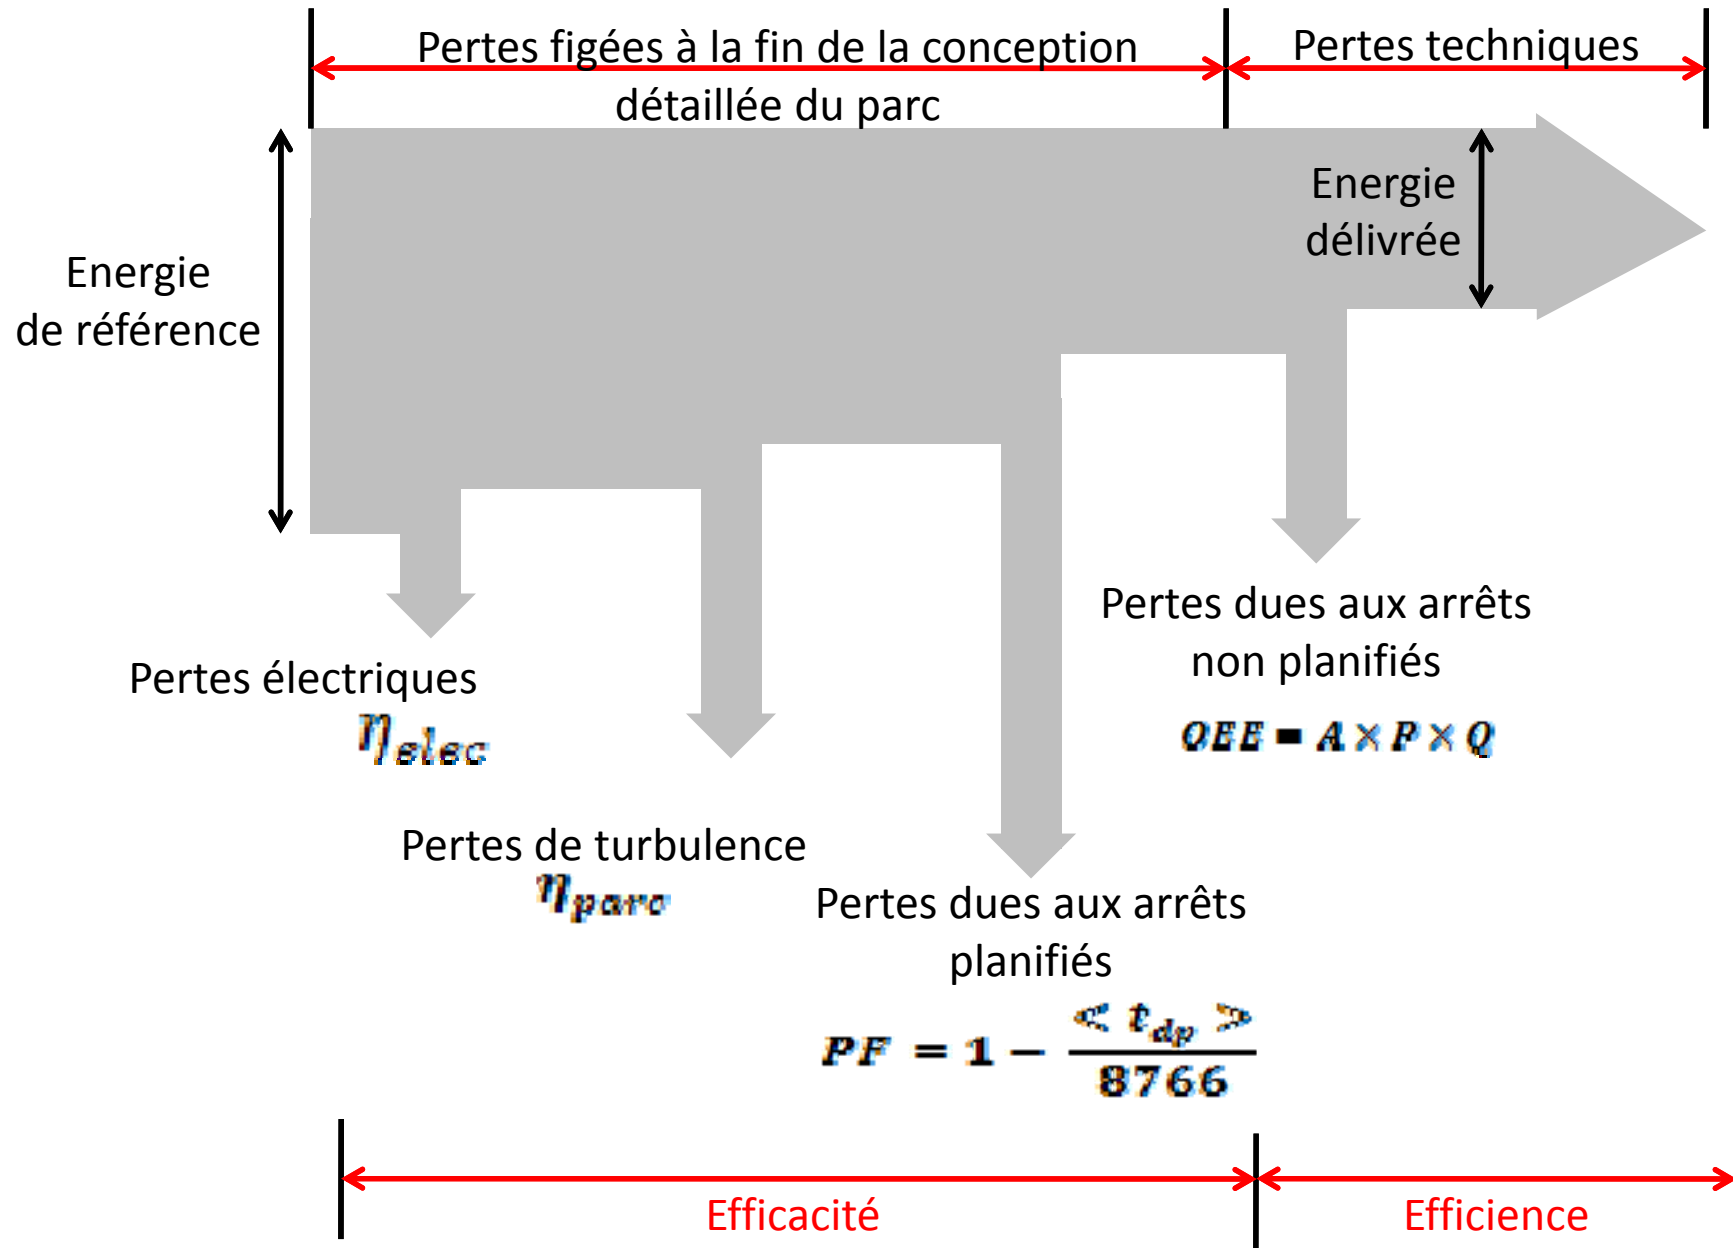 Pertes figées à la fin de la conception
détaillée du parc
Pertes techniques
Energie
de référence
Energie
délivrée
Pertes électriques
η_elec
Pertes de turbulence
η_parc
Pertes dues aux arrêts
planifiés
PF = 1 − < t_dp > / 8766
Pertes dues aux arrêts
non planifiés
OEE = A × P × Q
Efficacité
Efficience